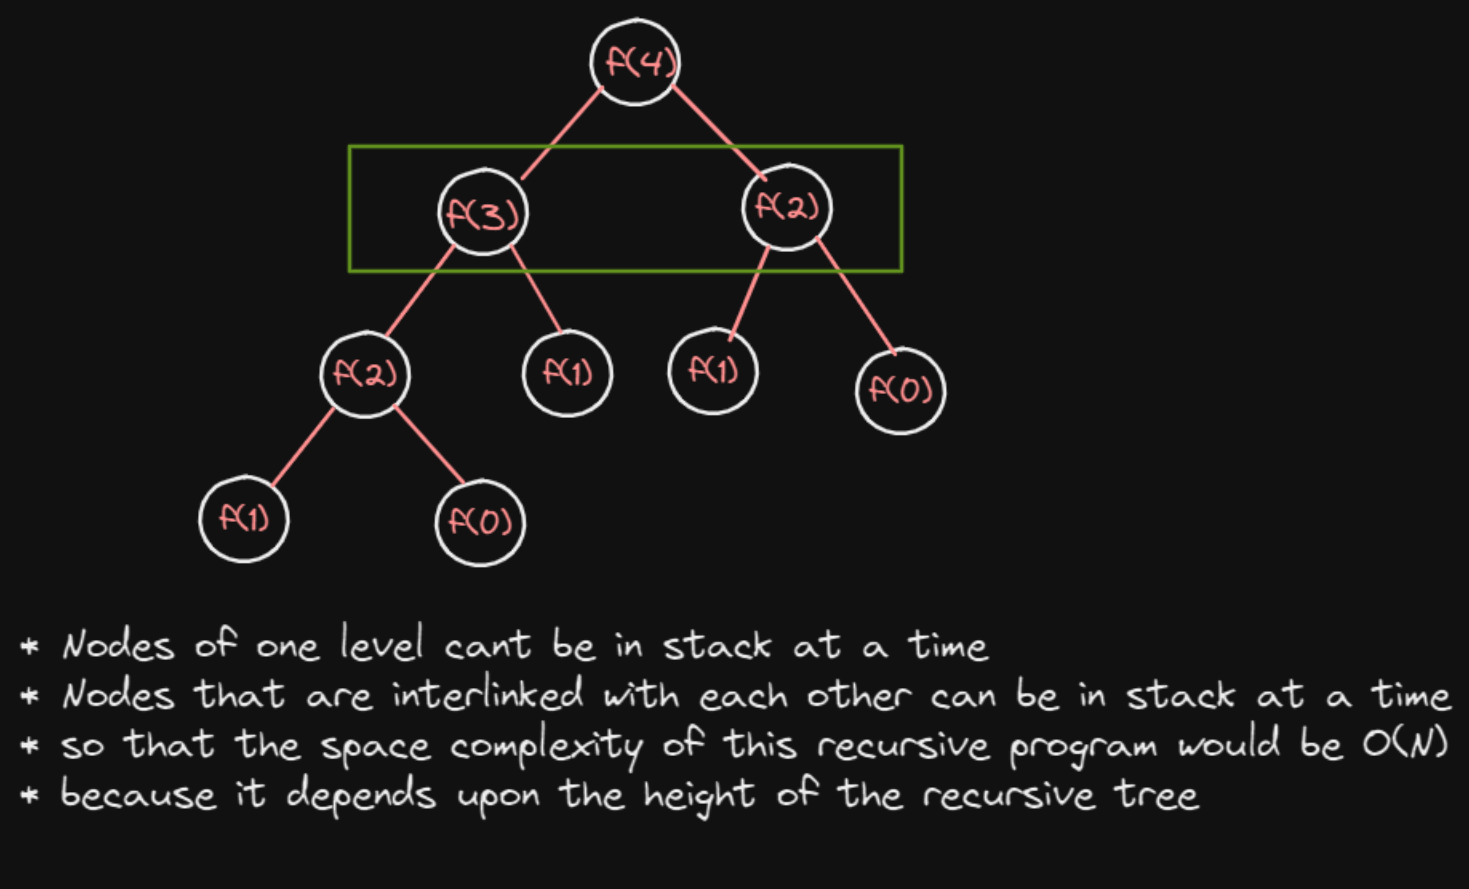 f(4)
f(3) f(2)
f(2) f(1) f(1) f(0)
f(1) f(0)
* Nodes of one level cant be in stack at a time
* Nodes that are interlinked with each other can be in stack at a time
* so that the space complexity of this recursive program would be O(N)
* because it depends upon the height of the recursive tree